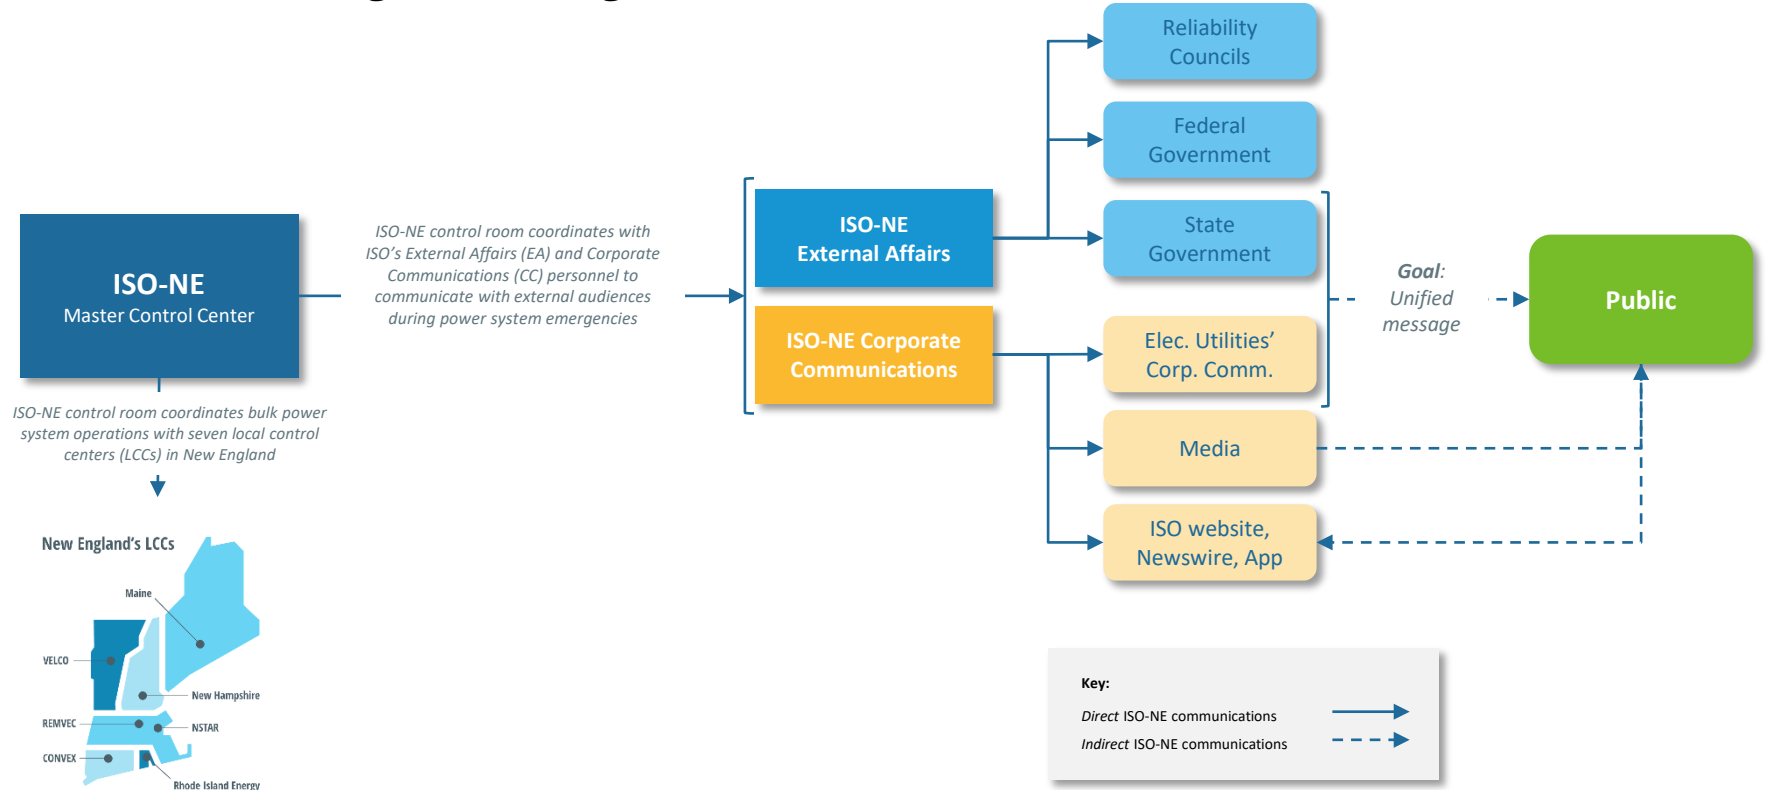 Reliability
Councils
Federal
Government
State
Government
ISO-NE
External Affairs
ISO-NE Corporate
Communications
Elec. Utilities’
Corp. Comm.
Media
ISO website,
Newswire, App
ISO-NE
Master Control Center
ISO-NE control room coordinates with
ISO’s External Affairs (EA) and Corporate
Communications (CC) personnel to
communicate with external audiences
during power system emergencies
Goal:
Unified
message
Public
ISO-NE control room coordinates bulk power
system operations with seven local control
centers (LCCs) in New England
New England’s LCCs
Maine
VELCO
New Hampshire
REMVEC
NSTAR
CONVEX
Rhode Island Energy
Key:
Direct ISO-NE communications
Indirect ISO-NE communications